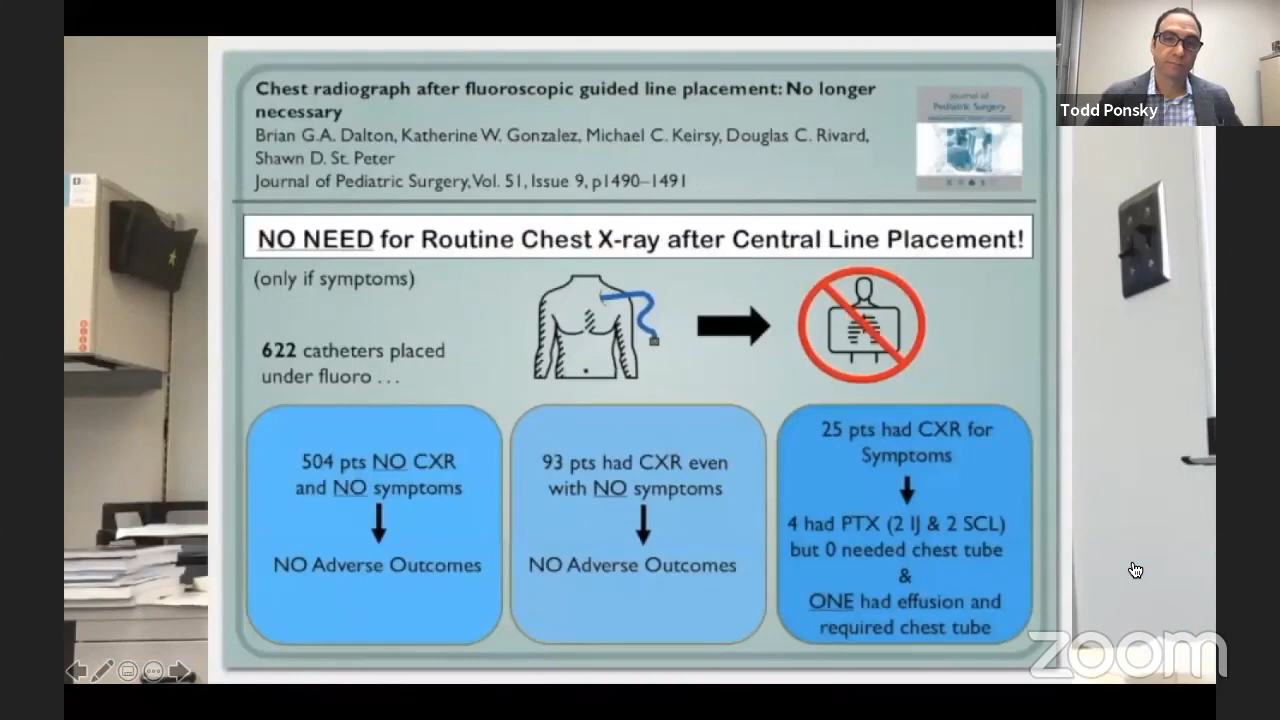 Todd Ponsky
Chest radiograph after fluoroscopic guided line placement: No longer
necessary
Brian G.A. Dalton, Katherine W. Gonzalez, Michael C. Keirsy, Douglas C. Rivard,
Shawn D. St. Peter
Journal of Pediatric Surgery, Vol. 51, Issue 9, p1490–1491
Journal of
Pediatric Surgery
NO NEED for Routine Chest X-ray after Central Line Placement!
(only if symptoms)
622 catheters placed
under fluoro . . .
504 pts NO CXR
and NO symptoms
NO Adverse Outcomes
93 pts had CXR even
with NO symptoms
NO Adverse Outcomes
25 pts had CXR for
Symptoms
4 had PTX (2 IJ & 2 SCL)
but 0 needed chest tube
&
ONE had effusion and
required chest tube
zoom